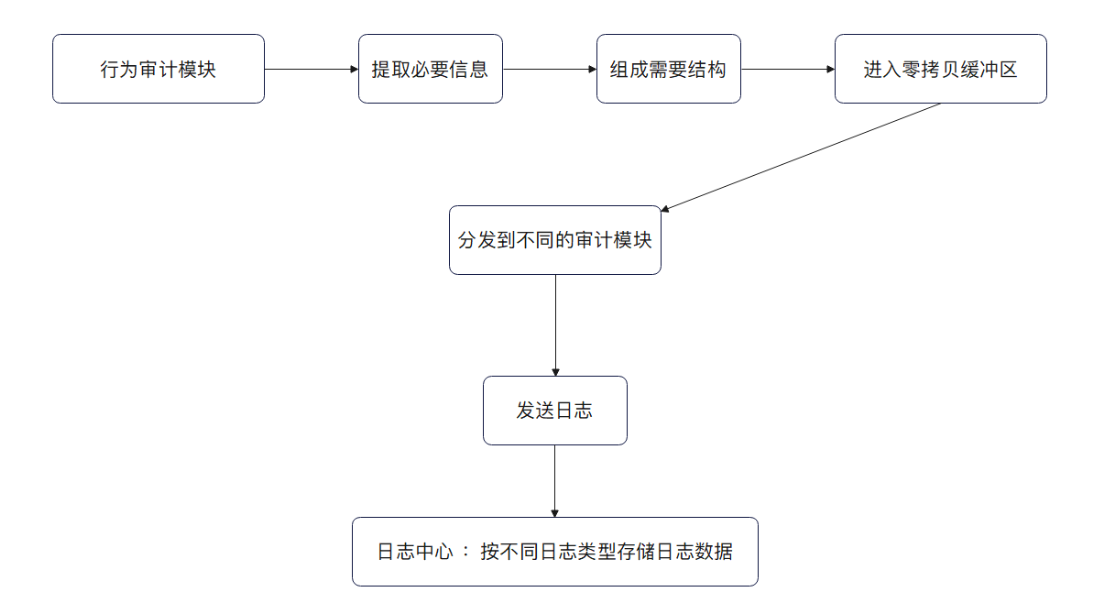 行为审计模块
提取必要信息
组成需要结构
进入零拷贝缓冲区
分发到不同的审计模块
发送日志
日志中心 ： 按不同日志类型存储日志数据